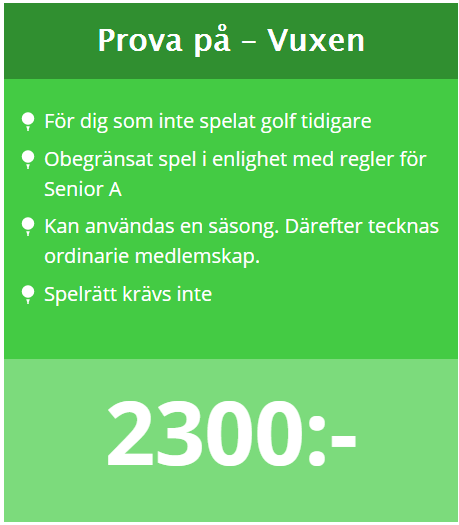 Prova på – Vuxen
För dig som inte spelat golf tidigare
Obegränsat spel i enlighet med regler för
Senior A
Kan användas en säsong. Därefter tecknas
ordinarie medlemskap.
Spelrätt krävs inte
2300:-